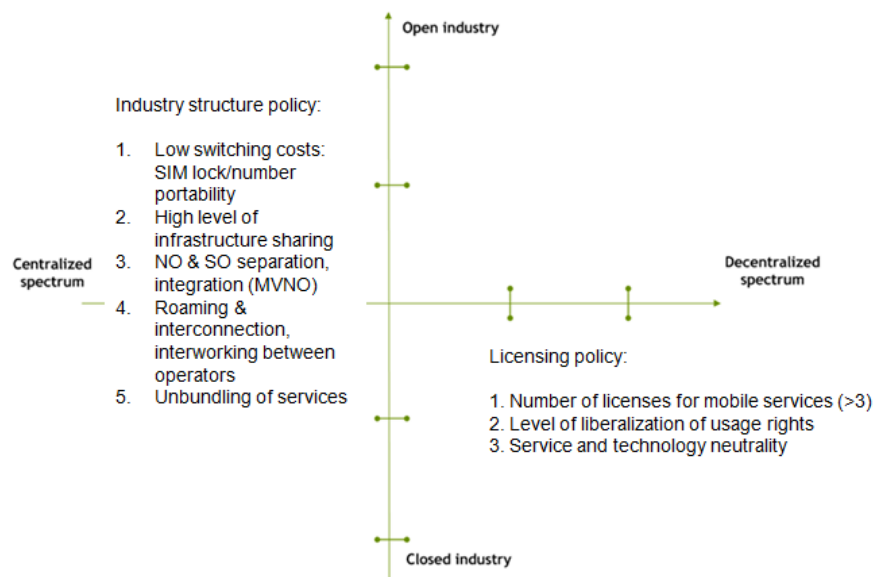 Open industry
Industry structure policy:
1. Low switching costs:
SIM lock/number
portability
2. High level of
infrastructure sharing
3. NO & SO separation,
integration (MVNO)
4. Roaming &
interconnection,
interworking between
operators
5. Unbundling of services
Centralized
spectrum
Decentralized
spectrum
Licensing policy:
1. Number of licenses for mobile services (>3)
2. Level of liberalization of usage rights
3. Service and technology neutrality
Closed industry